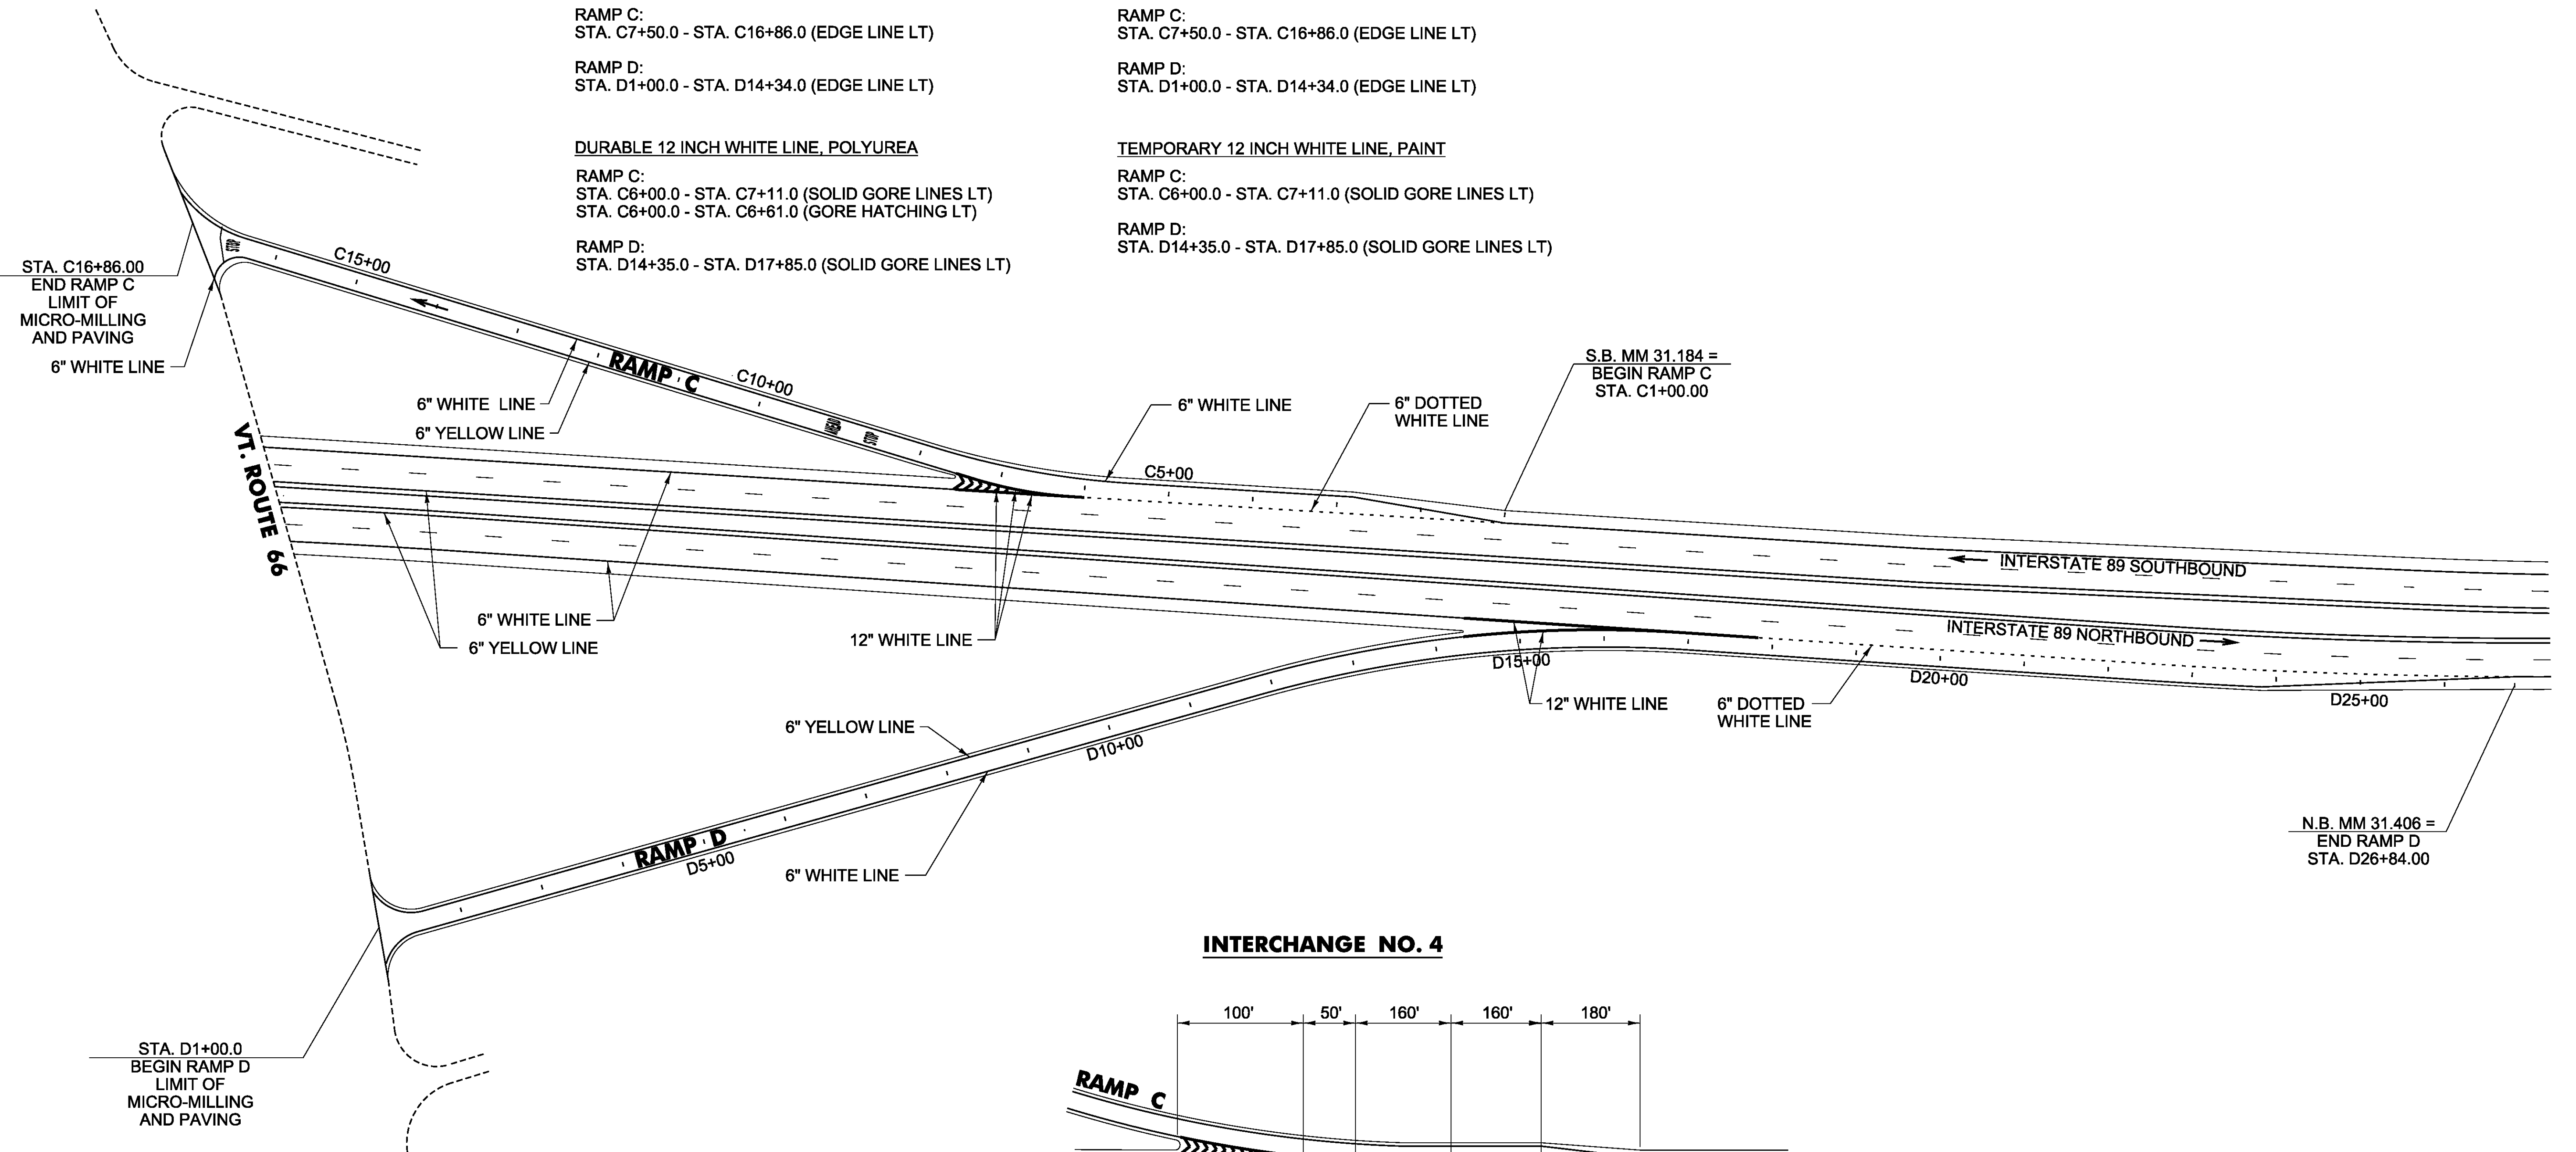 RAMP C:
STA. C7+50.0 - STA. C16+86.0 (EDGE LINE LT)
RAMP D:
STA. D1+00.0 - STA. D14+34.0 (EDGE LINE LT)
DURABLE 12 INCH WHITE LINE, POLYUREA
RAMP C:
STA. C6+00.0 - STA. C7+11.0 (SOLID GORE LINES LT)
STA. C6+00.0 - STA. C6+61.0 (GORE HATCHING LT)
RAMP D:
STA. D14+35.0 - STA. D17+85.0 (SOLID GORE LINES LT)
RAMP C:
STA. C7+50.0 - STA. C16+86.0 (EDGE LINE LT)
RAMP D:
STA. D1+00.0 - STA. D14+34.0 (EDGE LINE LT)
TEMPORARY 12 INCH WHITE LINE, PAINT
RAMP C:
STA. C6+00.0 - STA. C7+11.0 (SOLID GORE LINES LT)
RAMP D:
STA. D14+35.0 - STA. D17+85.0 (SOLID GORE LINES LT)
STOP
C15+00
STA. C16+86.00
END RAMP C
LIMIT OF
MICRO-MILLING
AND PAVING
6" WHITE LINE
RAMP C
C10+00
6" WHITE LINE
6" YELLOW LINE
AHEAD
STOP
6" WHITE LINE
6" DOTTED
WHITE LINE
S.B. MM 31.184 =
BEGIN RAMP C
STA. C1+00.00
C5+00
VT. ROUTE 66
INTERSTATE 89 SOUTHBOUND
6" WHITE LINE
6" YELLOW LINE
12" WHITE LINE
INTERSTATE 89 NORTHBOUND
D15+00
12" WHITE LINE
6" DOTTED
WHITE LINE
D20+00
D25+00
6" YELLOW LINE
D10+00
RAMP D
D5+00
6" WHITE LINE
N.B. MM 31.406 =
END RAMP D
STA. D26+84.00
INTERCHANGE NO. 4
STA. D1+00.0
BEGIN RAMP D
LIMIT OF
MICRO-MILLING
AND PAVING
100' 50' 160' 160' 180'
RAMP C